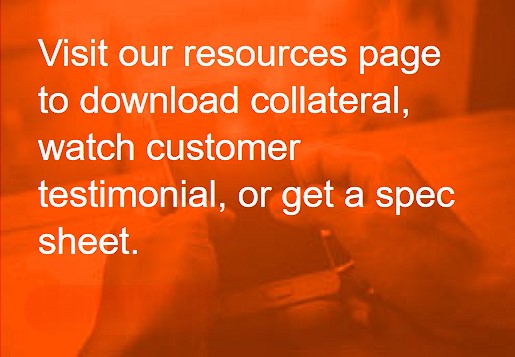 Visit our resources page
to download collateral,
watch customer
testimonial, or get a spec
sheet.